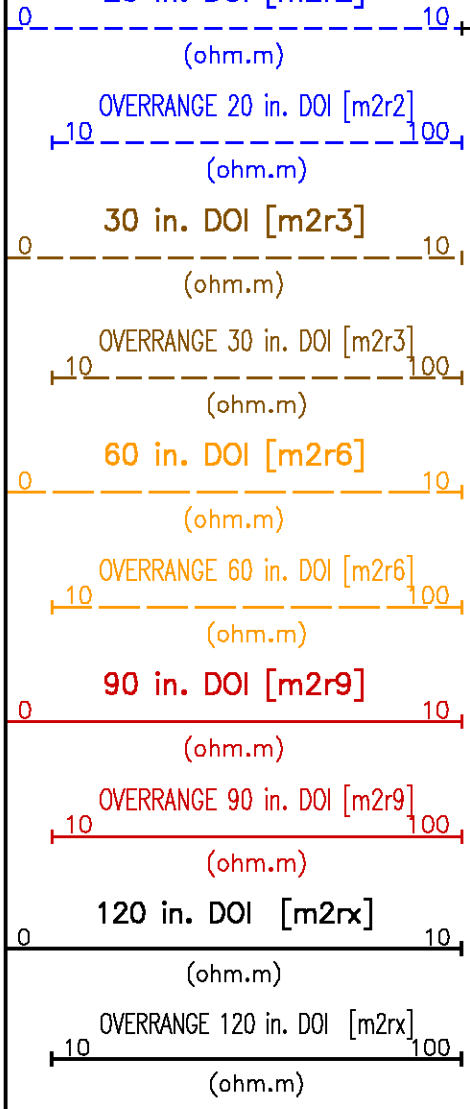 0 10
(ohm.m)
OVERRANGE 20 in. DOI [m2r2]
10 100
(ohm.m)
30 in. DOI [m2r3]
0 10
(ohm.m)
OVERRANGE 30 in. DOI [m2r3]
10 100
(ohm.m)
60 in. DOI [m2r6]
0 10
(ohm.m)
OVERRANGE 60 in. DOI [m2r6]
10 100
(ohm.m)
90 in. DOI [m2r9]
0 10
(ohm.m)
OVERRANGE 90 in. DOI [m2r9]
10 100
(ohm.m)
120 in. DOI [m2rx]
0 10
(ohm.m)
OVERRANGE 120 in. DOI [m2rx]
10 100
(ohm.m)